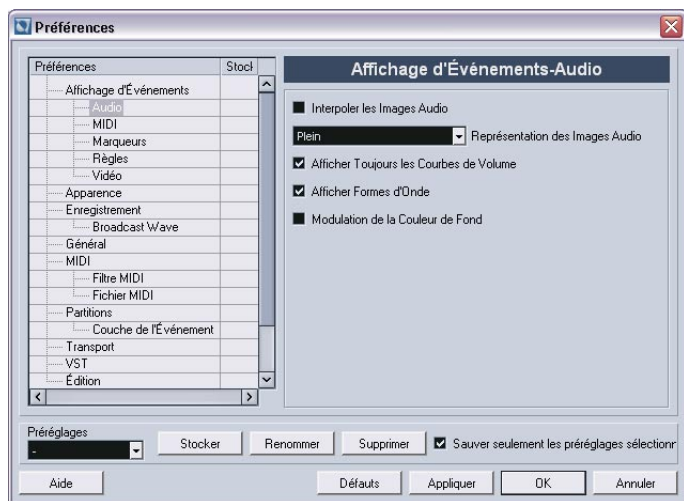 Préférences
Préférences Stock
Affichage d'Événements-Audio
Affichage d'Événements
Audio
MIDI
Marqueurs
Règles
Vidéo
Apparence
Enregistrement
Broadcast Wave
Général
MIDI
Filtre MIDI
Fichier MIDI
Partitions
Couche de l'Événement
Transport
VST
Édition
Interpoler les Images Audio
Plein Représentation des Images Audio
Afficher Toujours les Courbes de Volume
Afficher Formes d'Onde
Modulation de la Couleur de Fond
Préréglages
-
Stocker Renommer Supprimer Sauver seulement les préréglages sélectionr
Aide Défauts Appliquer OK Annuler